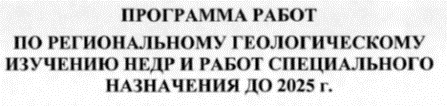 ПРОГРАММА РАБОТ
ПО РЕГИОНАЛЬНОМУ ГЕОЛОГИЧЕСКОМУ
ИЗУЧЕНИЮ НЕДР И РАБОТ СПЕЦИАЛЬНОГО
НАЗНАЧЕНИЯ ДО 2025 г.